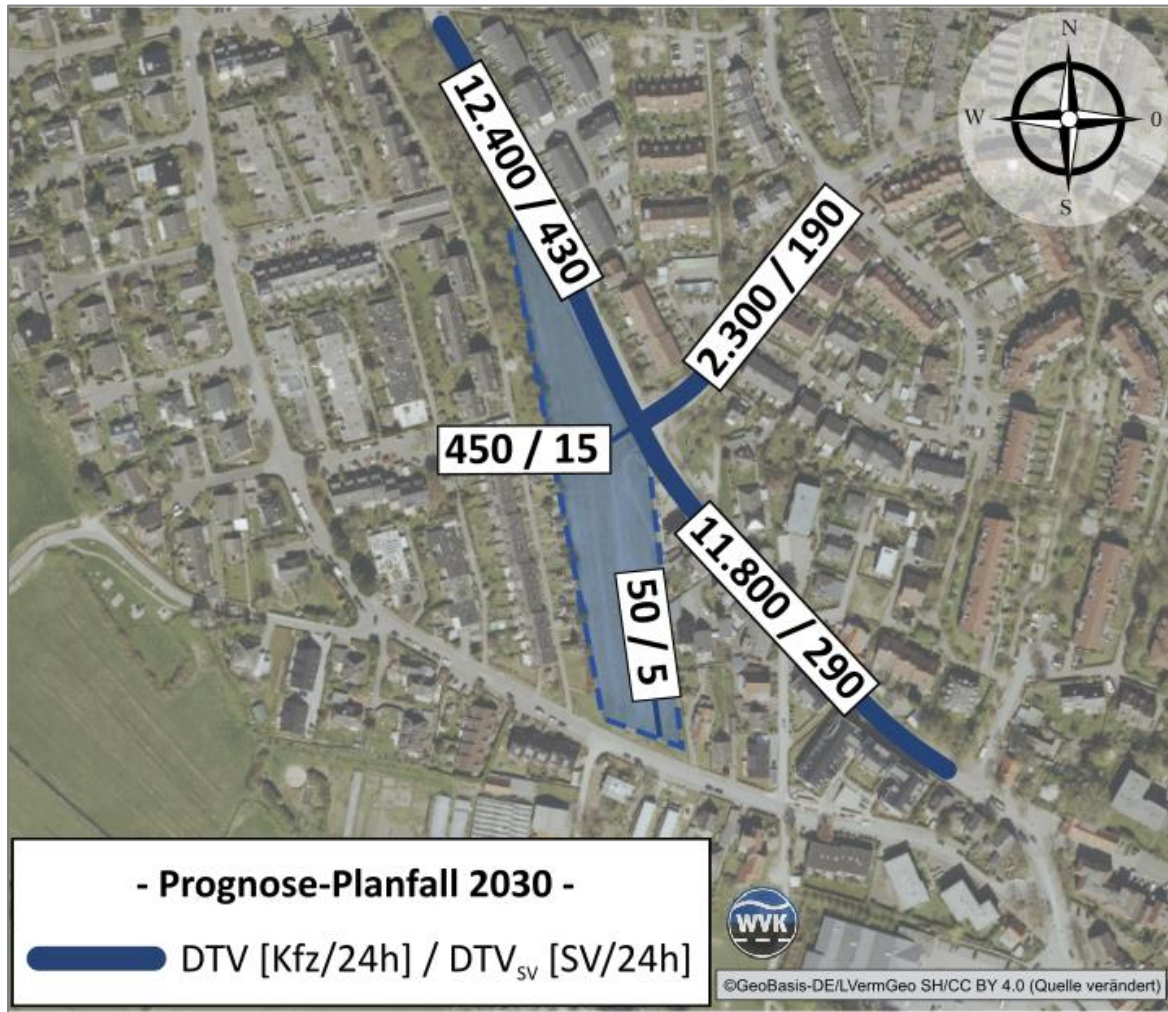 N
W
O
S
12.400 / 430
2.300 / 190
450 / 15
11.800 / 290
50 / 5
- Prognose-Planfall 2030 -
DTV [Kfz/24h] / DTVSV [SV/24h]
WVK
©GeoBasis-DE/LVermGeo SH/CC BY 4.0 (Quelle verändert)